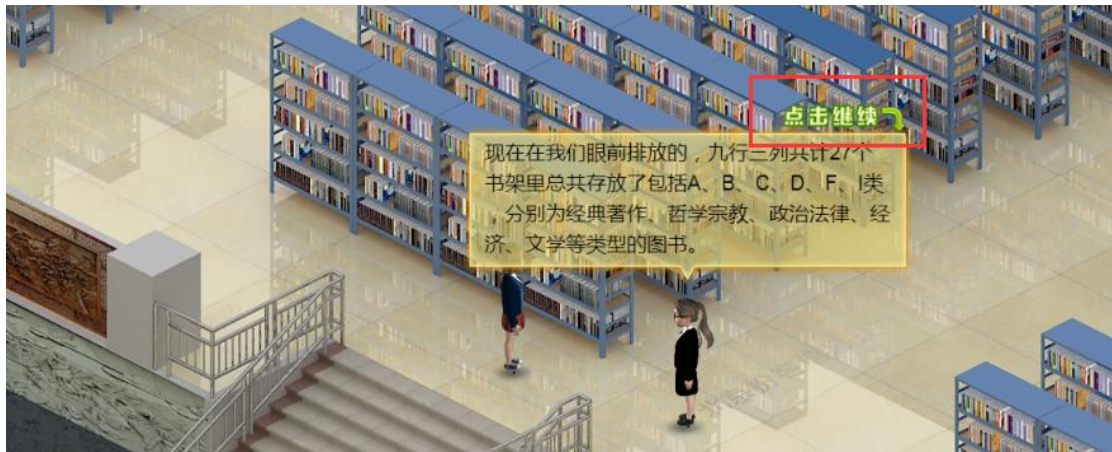 点击继续
现在在我们眼前排放的，九行三列共计27个
书架里总共存放了包括A、B、C、D、F、I类
，分别为经典著作、哲学宗教、政治法律、经
济、文学等类型的图书。